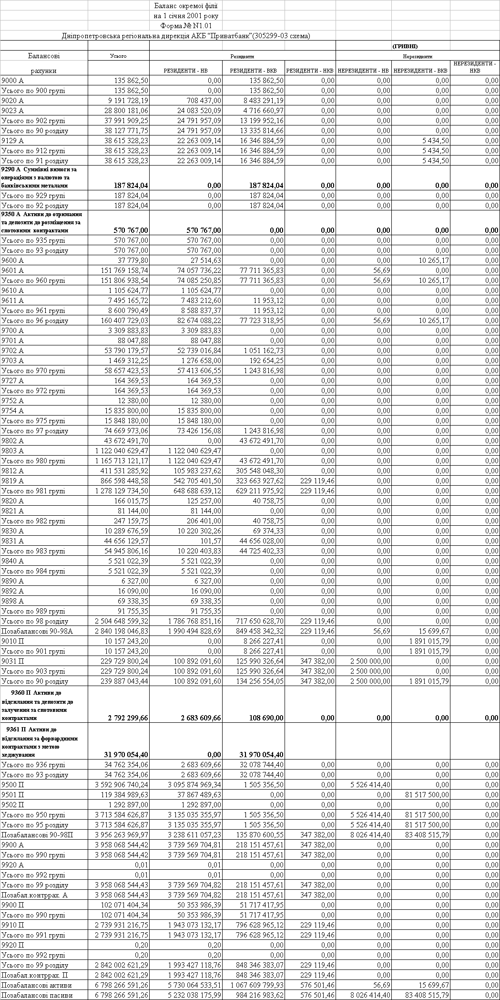 Баланс окремої філії
на 1 січня 2001 року
Форма № N1.01
Дніпропетровська регіональна дирекція АКБ “Приватбанк”(305299-03 схема)
(ГРИВНІ)
Балансові Усього Резиденти Нерезиденти
рахунки РЕЗИДЕНТИ - НВ РЕЗИДЕНТИ - ВКВ РЕЗИДЕНТИ - НКВ НЕРЕЗИДЕНТИ - НВ НЕРЕЗИДЕНТИ - ВКВ НЕРЕЗИДЕНТИ - НКВ
9000 А 135 862,50 0,00 135 862,50 0,00 0,00 0,00 0,00
Усього по 900 групі 135 862,50 0,00 135 862,50 0,00 0,00 0,00 0,00
9020 А 9 191 728,19 708 437,00 8 483 291,19 0,00 0,00 0,00 0,00
9023 А 28 800 181,06 24 083 520,09 4 716 660,97 0,00 0,00 0,00 0,00
Усього по 902 групі 37 991 909,25 24 791 957,09 13 199 952,16 0,00 0,00 0,00 0,00
Усього по 90 розділу 38 127 771,75 24 791 957,09 13 335 814,66 0,00 0,00 0,00 0,00
9129 А 38 615 328,23 22 263 009,14 16 346 884,59 0,00 0,00 5 434,50 0,00
Усього по 912 групі 38 615 328,23 22 263 009,14 16 346 884,59 0,00 0,00 5 434,50 0,00
Усього по 91 розділу 38 615 328,23 22 263 009,14 16 346 884,59 0,00 0,00 5 434,50 0,00
9290 А Сумнівні вимоги за
операціями з валютою та
банківськими металами 187 824,04 0,00 187 824,04 0,00 0,00 0,00 0,00
Усього по 929 групі 187 824,04 0,00 187 824,04 0,00 0,00 0,00 0,00
Усього по 92 розділу 187 824,04 0,00 187 824,04 0,00 0,00 0,00 0,00
9350 А Активи до отримання
та депозити до розміщення за
спотовими контрактами 570 767,00 570 767,00 0,00 0,00 0,00 0,00 0,00
Усього по 935 групі 570 767,00 570 767,00 0,00 0,00 0,00 0,00 0,00
Усього по 93 розділу 570 767,00 570 767,00 0,00 0,00 0,00 0,00 0,00
9600 А 37 779,80 27 514,63 0,00 0,00 0,00 10 265,17 0,00
9601 А 151 769 158,74 74 057 736,22 77 711 365,83 0,00 56,69 0,00 0,00
Усього по 960 групі 151 806 938,54 74 085 250,85 77 711 365,83 0,00 56,69 10 265,17 0,00
9610 А 1 105 624,77 1 105 624,77 0,00 0,00 0,00 0,00 0,00
9611 А 7 495 165,72 7 483 212,60 11 953,12 0,00 0,00 0,00 0,00
Усього по 961 групі 8 600 790,49 8 588 837,37 11 953,12 0,00 0,00 0,00 0,00
Усього по 96 розділу 160 407 729,03 82 674 088,22 77 723 318,95 0,00 56,69 10 265,17 0,00
9700 А 3 309 883,83 3 309 883,83 0,00 0,00 0,00 0,00 0,00
9701 А 88 047,88 88 047,88 0,00 0,00 0,00 0,00 0,00
9702 А 53 790 179,57 52 739 016,84 1 051 162,73 0,00 0,00 0,00 0,00
9703 А 1 469 312,25 1 276 658,00 192 654,25 0,00 0,00 0,00 0,00
Усього по 970 групі 58 657 423,53 57 413 606,55 1 243 816,98 0,00 0,00 0,00 0,00
9727 А 164 369,53 164 369,53 0,00 0,00 0,00 0,00 0,00
Усього по 972 групі 164 369,53 164 369,53 0,00 0,00 0,00 0,00 0,00
9752 А 12 380,00 12 380,00 0,00 0,00 0,00 0,00 0,00
9754 А 15 835 800,00 15 835 800,00 0,00 0,00 0,00 0,00 0,00
Усього по 975 групі 15 848 180,00 15 848 180,00 0,00 0,00 0,00 0,00 0,00
Усього по 97 розділу 74 669 973,06 73 426 156,08 1 243 816,98 0,00 0,00 0,00 0,00
9802 А 43 672 491,70 0,00 43 672 491,70 0,00 0,00 0,00 0,00
9803 А 1 122 040 629,47 1 122 040 629,47 0,00 0,00 0,00 0,00 0,00
Усього по 980 групі 1 165 713 121,17 1 122 040 629,47 43 672 491,70 0,00 0,00 0,00 0,00
9812 А 411 531 285,92 105 983 237,62 305 548 048,30 0,00 0,00 0,00 0,00
9819 А 866 598 448,58 542 705 401,50 323 663 927,62 229 119,46 0,00 0,00 0,00
Усього по 981 групі 1 278 129 734,50 648 688 639,12 629 211 975,92 229 119,46 0,00 0,00 0,00
9820 А 166 015,75 125 257,00 40 758,75 0,00 0,00 0,00 0,00
9821 А 81 144,00 81 144,00 0,00 0,00 0,00 0,00 0,00
Усього по 982 групі 247 159,75 206 401,00 40 758,75 0,00 0,00 0,00 0,00
9830 А 10 289 676,59 10 220 302,26 69 374,33 0,00 0,00 0,00 0,00
9831 А 44 656 129,57 101,57 44 656 028,00 0,00 0,00 0,00 0,00
Усього по 983 групі 54 945 806,16 10 220 403,83 44 725 402,33 0,00 0,00 0,00 0,00
9840 А 5 521 022,39 5 521 022,39 0,00 0,00 0,00 0,00 0,00
Усього по 984 групі 5 521 022,39 5 521 022,39 0,00 0,00 0,00 0,00 0,00
9890 А 6 327,00 6 327,00 0,00 0,00 0,00 0,00 0,00
9892 А 16 090,00 16 090,00 0,00 0,00 0,00 0,00 0,00
9898 А 69 338,35 69 338,35 0,00 0,00 0,00 0,00 0,00
Усього по 989 групі 91 755,35 91 755,35 0,00 0,00 0,00 0,00 0,00
Усього по 98 розділу 2 504 648 599,32 1 786 768 851,16 717 650 628,70 229 119,46 0,00 0,00 0,00
Позабалансові 90-98А 2 840 198 046,83 1 990 494 828,69 849 458 342,32 229 119,46 56,69 15 699,67 0,00
9010 П 10 157 243,20 0,00 8 266 227,41 0,00 0,00 1 891 015,79 0,00
Усього по 901 групі 10 157 243,20 0,00 8 266 227,41 0,00 0,00 1 891 015,79 0,00
9031 П 229 729 800,24 100 892 091,60 125 990 326,64 347 382,00 2 500 000,00 0,00 0,00
Усього по 903 групі 229 729 800,24 100 892 091,60 125 990 326,64 347 382,00 2 500 000,00 0,00 0,00
Усього по 90 розділу 239 887 043,44 100 892 091,60 134 256 554,05 347 382,00 2 500 000,00 1 891 015,79 0,00
9360 П Активи до
відсилання та депозити до
залучення за спотовими
контрактами 2 792 299,66 2 683 609,66 108 690,00 0,00 0,00 0,00 0,00
9361 П Активи до
відсилання за форвардними
контрактами з метою
хеджування 31 970 054,40 0,00 31 970 054,40
Усього по 936 групі 34 762 354,06 2 683 609,66 32 078 744,40 0,00 0,00 0,00 0,00
Усього по 93 розділу 34 762 354,06 2 683 609,66 32 078 744,40 0,00 0,00 0,00 0,00
9500 П 3 592 906 740,24 3 095 874 969,34 1 505 356,50 0,00 5 526 414,40 0,00 0,00
9501 П 119 384 989,63 37 867 489,63 0,00 0,00 0,00 81 517 500,00 0,00
9502 П 1 292 897,00 1 292 897,00 0,00 0,00 0,00 0,00 0,00
Усього по 950 групі 3 713 584 626,87 3 135 035 355,97 1 505 356,50 0,00 5 526 414,40 81 517 500,00 0,00
Усього по 95 розділу 3 713 584 626,87 3 135 035 355,97 1 505 356,50 0,00 5 526 414,40 81 517 500,00 0,00
Позабалансові 90-98П 3 956 263 969,97 3 238 611 057,23 135 870 600,55 347 382,00 8 026 414,40 83 408 515,79 0,00
9900 А 3 958 068 544,42 3 739 569 704,81 218 151 457,61 347 382,00 0,00 0,00 0,00
Усього по 990 групі 3 958 068 544,42 3 739 569 704,81 218 151 457,61 347 382,00 0,00 0,00 0,00
9920 А 0,01 0,01 0,00 0,00 0,00 0,00 0,00
Усього по 992 групі 0,01 0,01 0,00 0,00 0,00 0,00 0,00
Усього по 99 розділу 3 958 068 544,43 3 739 569 704,82 218 151 457,61 347 382,00 0,00 0,00 0,00
Позабал.контррах. А 3 958 068 544,43 3 739 569 704,82 218 151 457,61 347 382,00 0,00 0,00 0,00
9900 П 102 071 404,34 50 353 986,39 51 717 417,95 0,00 0,00 0,00 0,00
Усього по 990 групі 102 071 404,34 50 353 986,39 51 717 417,95 0,00 0,00 0,00 0,00
9910 П 2 739 931 216,75 1 943 073 132,17 796 628 965,12 229 119,46 0,00 0,00 0,00
Усього по 991 групі 2 739 931 216,75 1 943 073 132,17 796 628 965,12 229 119,46 0,00 0,00 0,00
9920 П 0,20 0,20 0,00 0,00 0,00 0,00 0,00
Усього по 992 групі 0,20 0,20 0,00 0,00 0,00 0,00 0,00
Усього по 99 розділу 2 842 002 621,29 1 993 427 118,76 848 346 383,07 229 119,46 0,00 0,00 0,00
Позабал.контррах. П 2 842 002 621,29 1 993 427 118,76 848 346 383,07 229 119,46 0,00 0,00 0,00
Позабалансові активи 6 798 266 591,26 5 730 064 533,51 1 067 609 799,93 576 501,46 56,69 15 699,67 0,00
Позабалансові пасиви 6 798 266 591,26 5 232 038 175,99 984 216 983,62 576 501,46 8 026 414,40 83 408 515,79 0,00